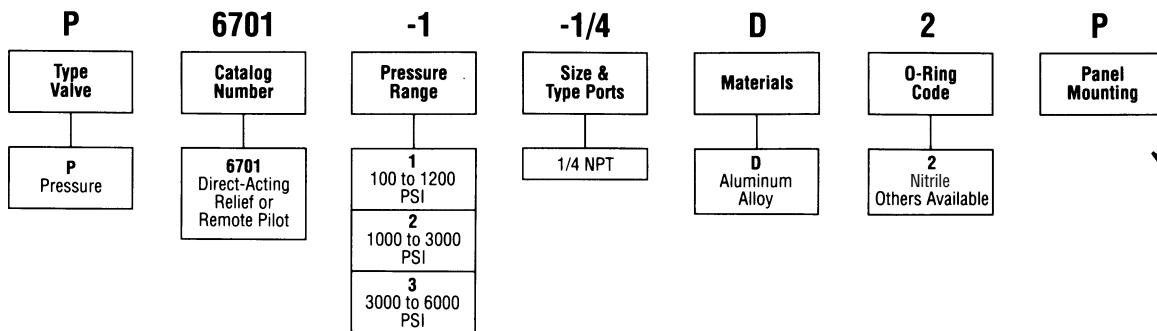 P 6701 -1 -1/4 D 2 P
Type
Valve
Catalog
Number
Pressure
Range
Size &
Type Ports
Materials
O-Ring
Code
Panel
Mounting
P
Pressure
6701
Direct-Acting
Relief or
Remote Pilot
1
100 to 1200
PSI
2
1000 to 3000
PSI
3
3000 to 6000
PSI
1/4 NPT
D
Aluminum
Alloy
2
Nitrile
Others Available